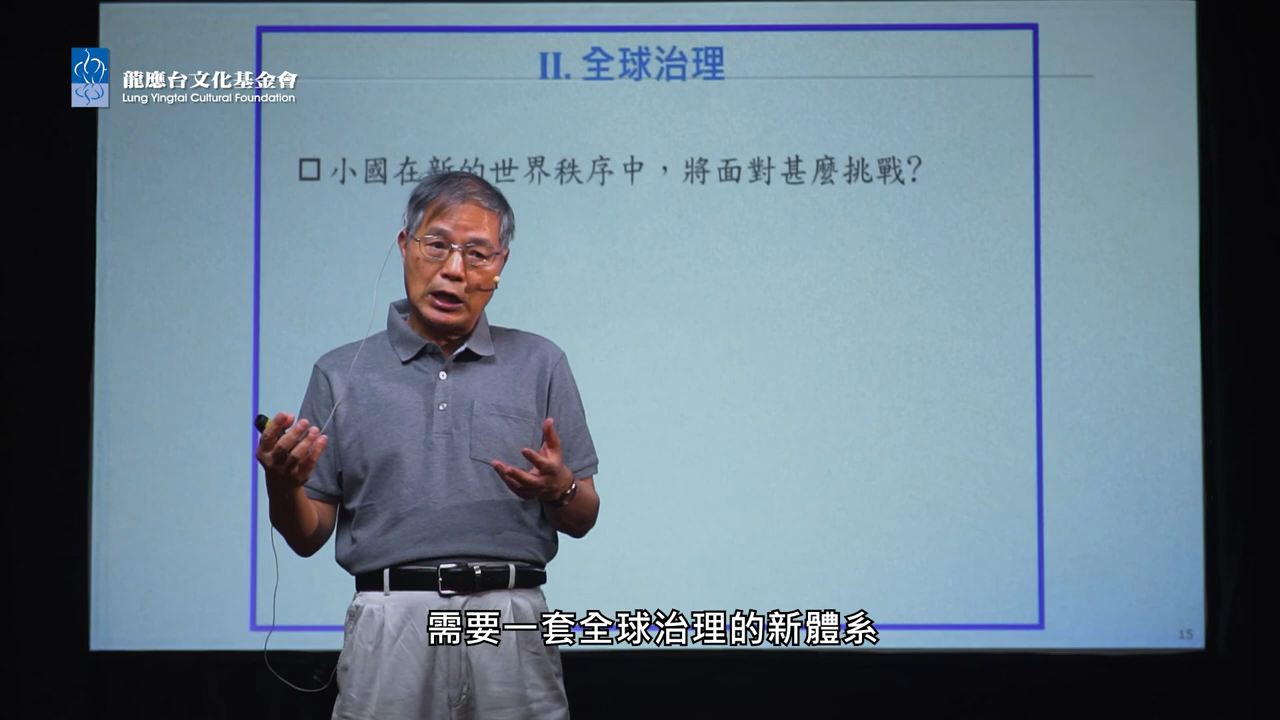 龍應台文化基金會
Lung Yingtai Cultural Foundation
II. 全球治理
小國在新的世界秩序中，將面對甚麼挑戰?
需要一套全球治理的新體系
15